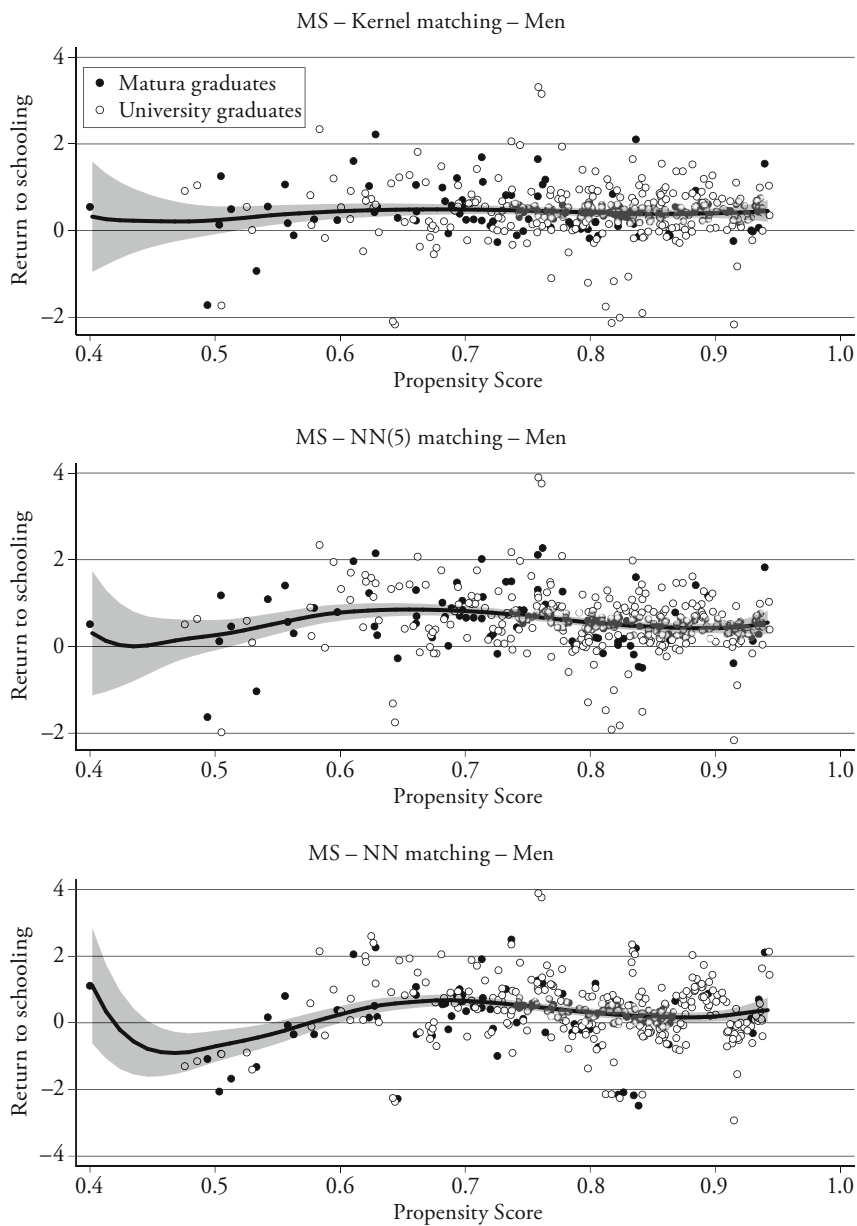 MS – Kernel matching – Men
4
Matura graduates
University graduates
2
0
−2
Return to schooling
0.4 0.5 0.6 0.7 0.8 0.9 1.0
Propensity Score
MS – NN(5) matching – Men
4
2
0
−2
Return to schooling
0.4 0.5 0.6 0.7 0.8 0.9 1.0
Propensity Score
MS – NN matching – Men
4
2
0
−2
−4
Return to schooling
0.4 0.5 0.6 0.7 0.8 0.9 1.0
Propensity Score